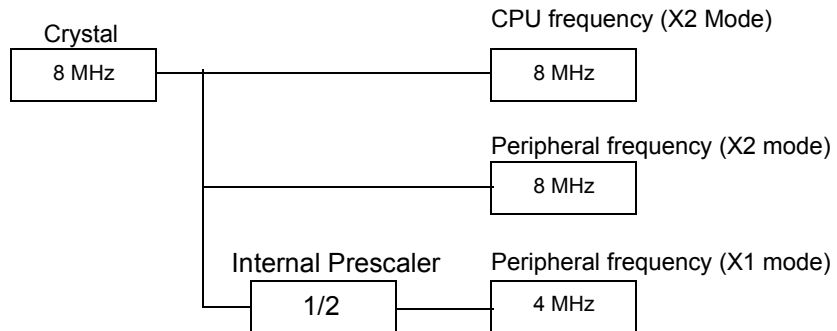 CPU frequency (X2 Mode)
Crystal
8 MHz
8 MHz
Peripheral frequency (X2 mode)
8 MHz
Internal Prescaler
Peripheral frequency (X1 mode)
1/2
4 MHz